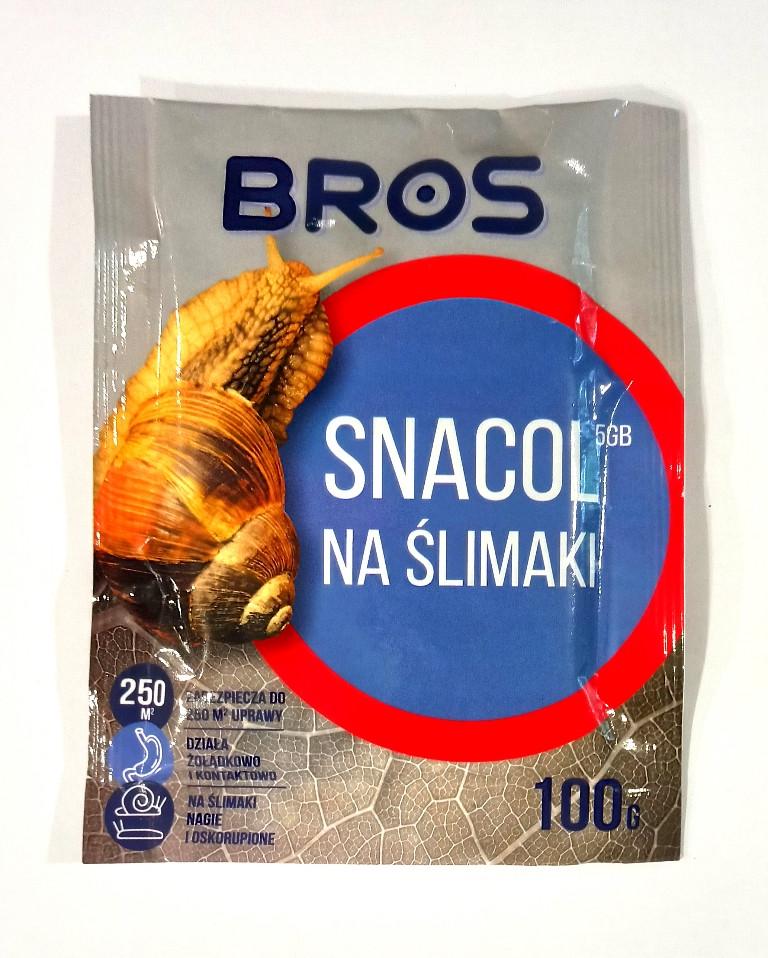 BROS
SNACOL 5GB
NA ŚLIMAKI
250
M²
ZABEZPIECZA DO
250 M² UPRAWY
DZIAŁA
ŻOŁĄDKOWO
I KONTAKTOWO
NA ŚLIMAKI
NAGIE
I OSKORUPIONE
100G